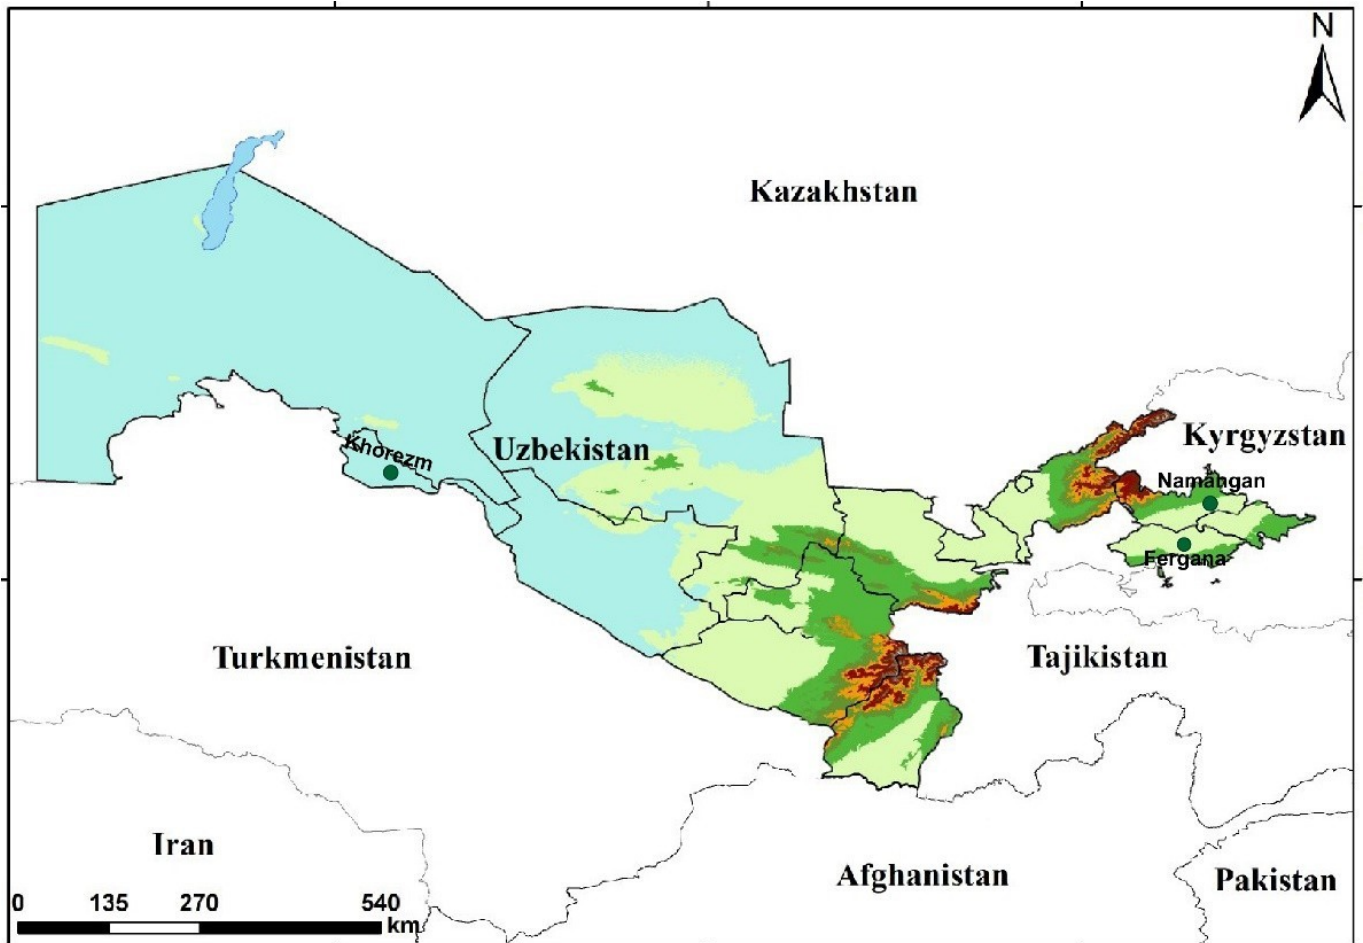 N
Kazakhstan
Kyrgyzstan
Uzbekistan
Khorezm
Namangan
Fergana
Turkmenistan
Tajikistan
Iran
Afghanistan
Pakistan
0 135 270 540
km